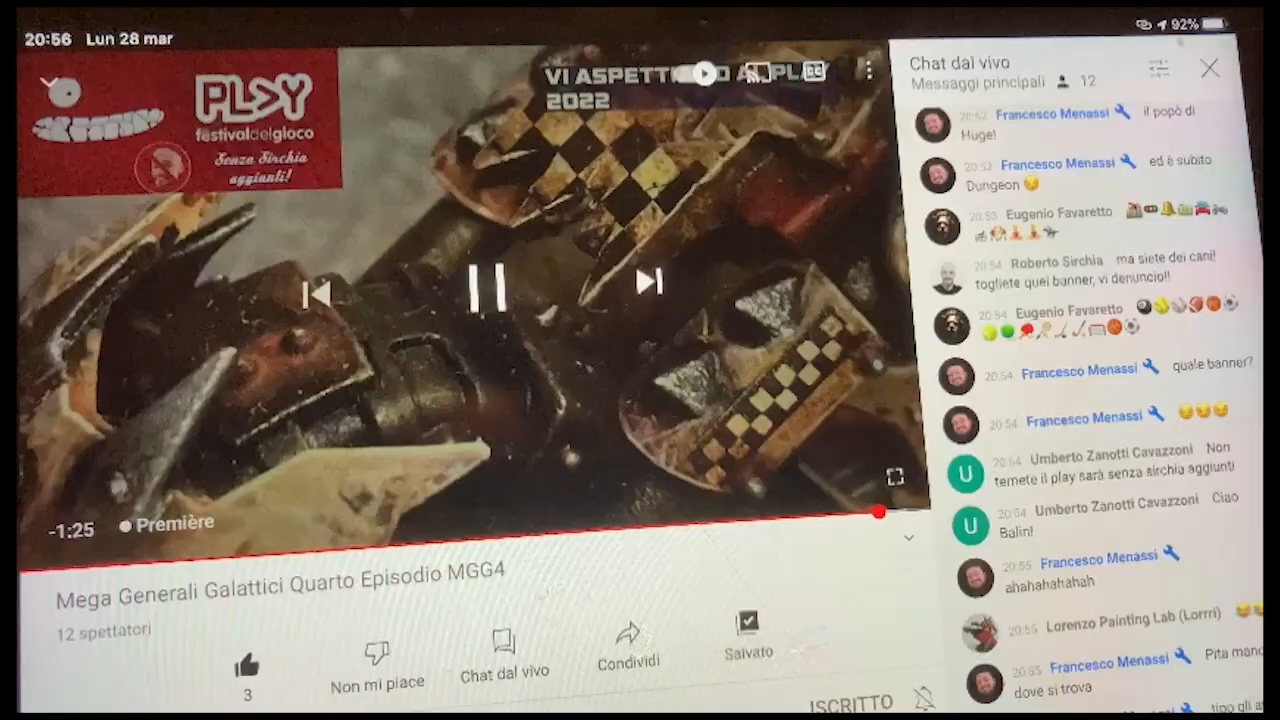 20:56 Lun 28 mar
92%
PLAY
festivaldelgioco
Senza Sirchia
aggiunti!
VI ASPETT
2022
CC
-1:25 Première
Mega Generali Galattici Quarto Episodio MGG4
12 spettatori
3
Non mi piace
Chat dal vivo
Condividi
Salvato
ISCRITTO
Chat dal vivo
Messaggi principali 12
20:52 Francesco Menassi il popò di
Huge!
20:53 Francesco Menassi ed è subito
Dungeon
20:53 Eugenio Favaretto
20:54 Roberto Sirchia ma siete dei cani!
togliete quei banner, vi denuncio!!
20:54 Eugenio Favaretto
20:54 Francesco Menassi quale banner?
20:54 Francesco Menassi
U
20:54 Umberto Zanotti Cavazzoni Non
temete il play sarà senza sirchia aggiunti
U
20:54 Umberto Zanotti Cavazzoni Ciao
Balin!
20:55 Francesco Menassi
ahahahahahah
20:55 Lorenzo Painting Lab (Lorrri)
20:55 Francesco Menassi Pita mand
dove si trova
tipo gli a